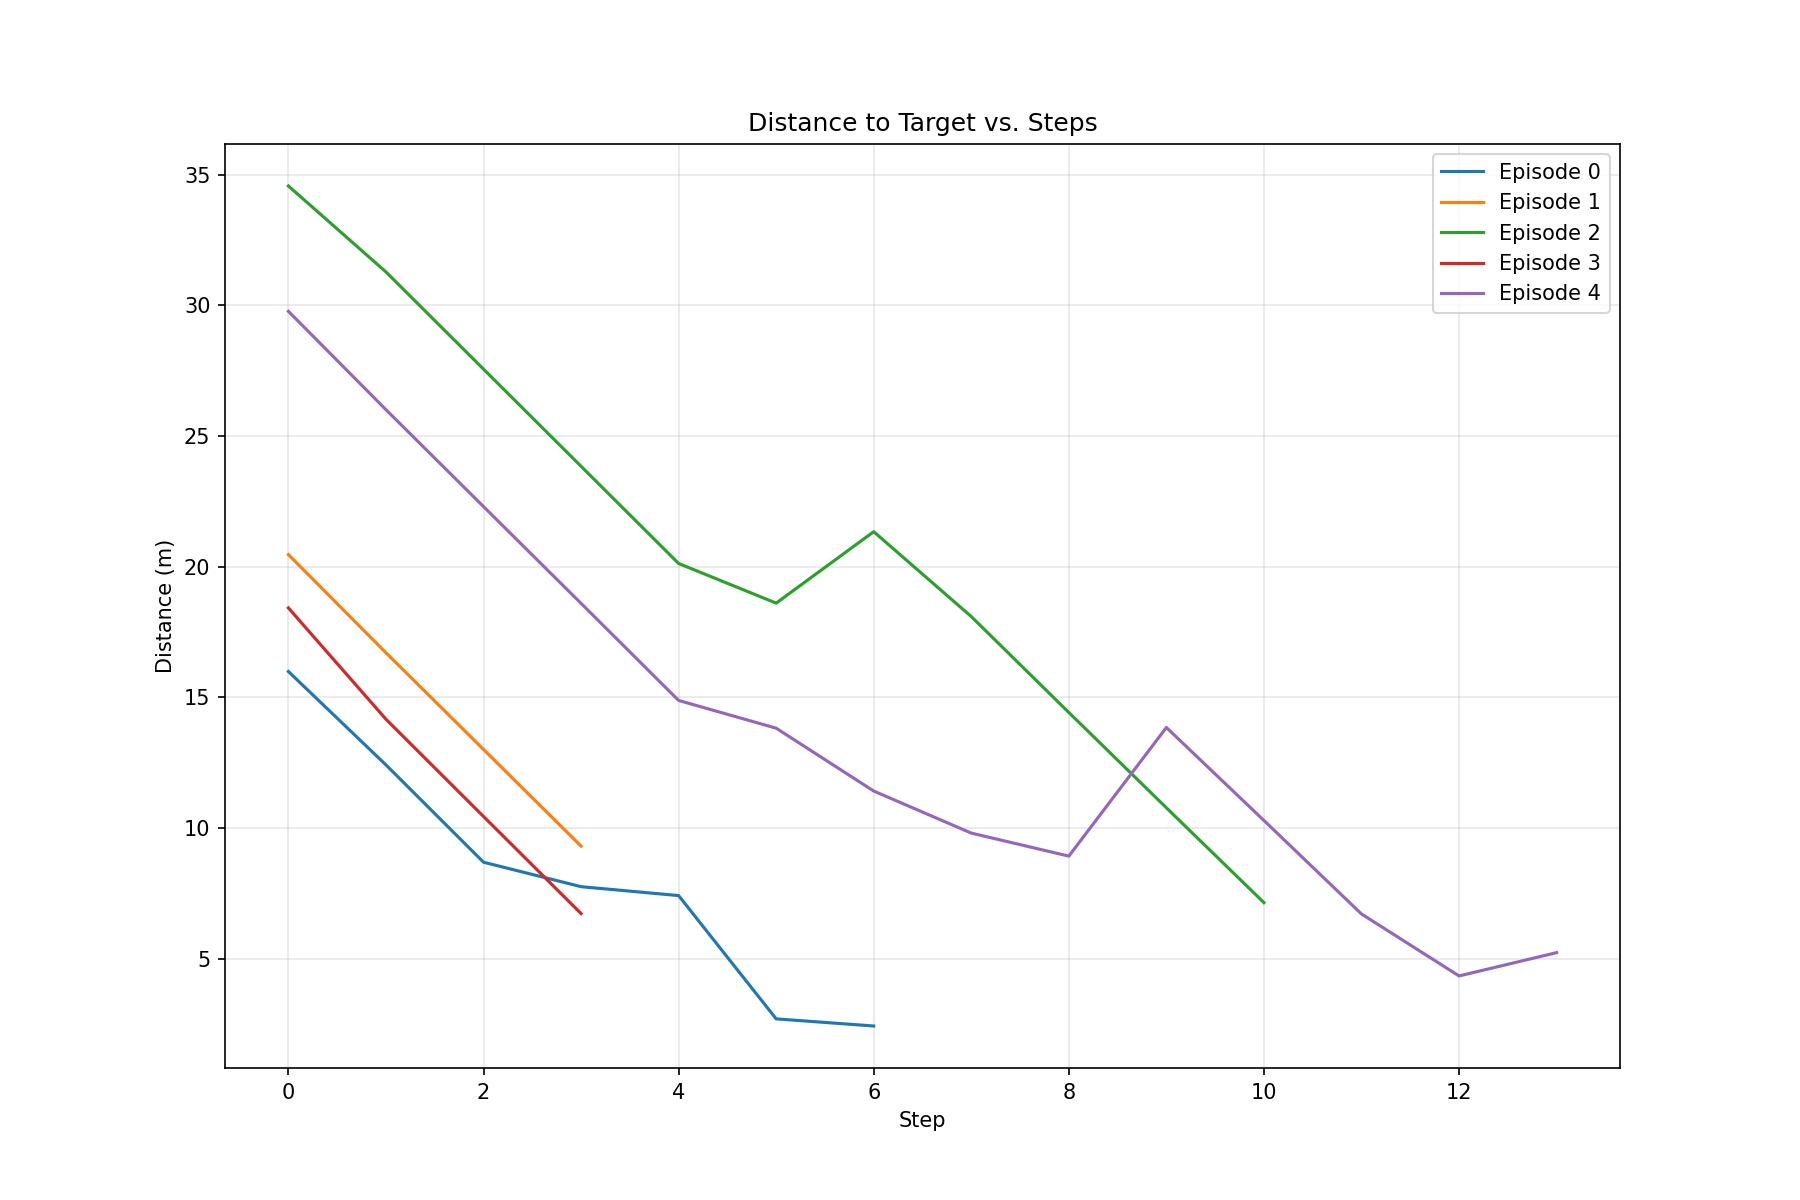 Distance to Target vs. Steps
Episode 0
Episode 1
Episode 2
Episode 3
Episode 4
35
30
25
20
15
10
5
Distance (m)
0 2 4 6 8 10 12
Step